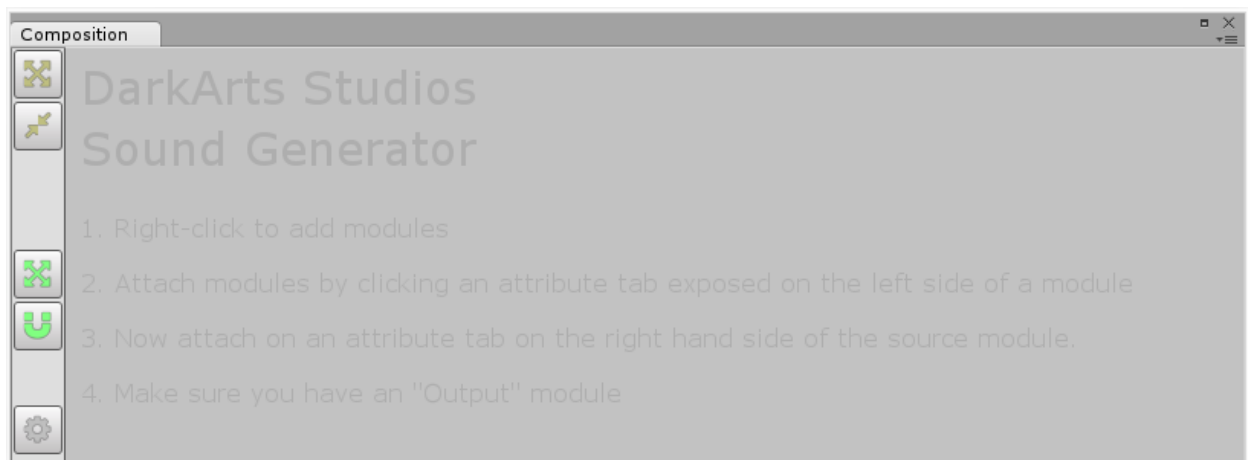 Composition
DarkArts Studios
Sound Generator
1. Right-click to add modules
2. Attach modules by clicking an attribute tab exposed on the left side of a module
3. Now attach on an attribute tab on the right hand side of the source module.
4. Make sure you have an "Output" module